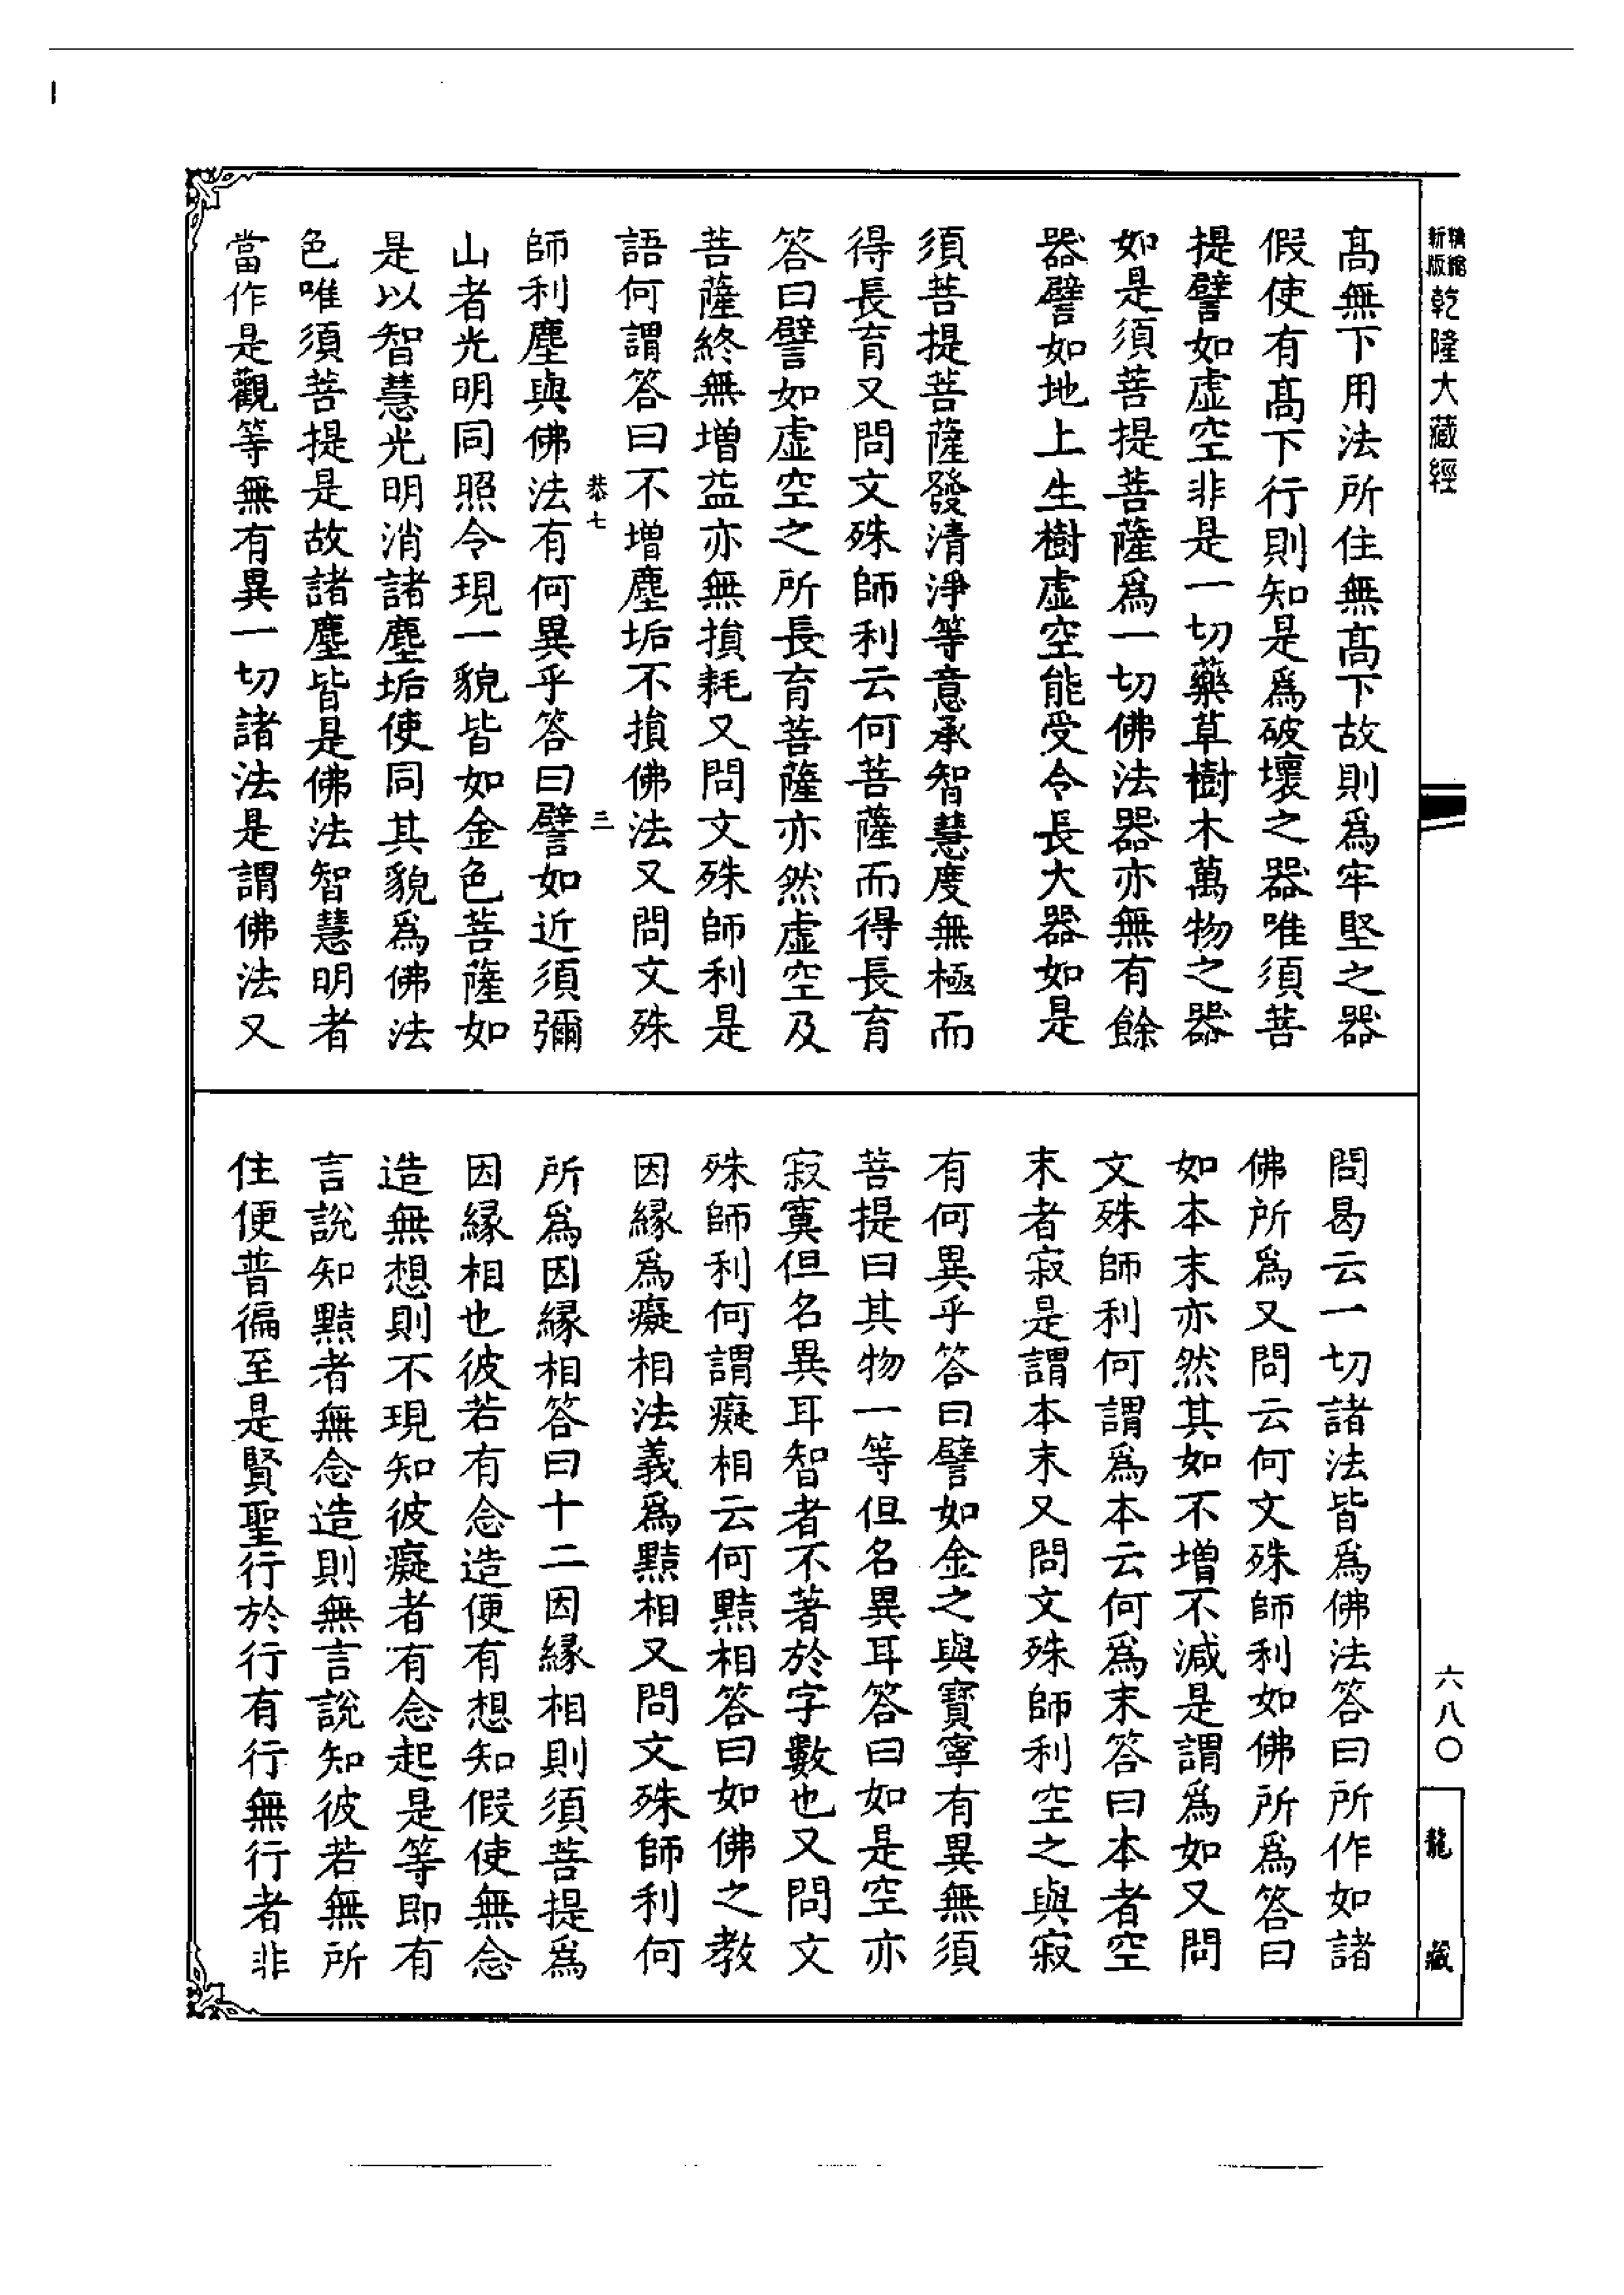 精縮新版乾隆大藏經
高無下用法所住無高下故則爲牢堅之器
假使有高下行則知是爲破壞之器唯須菩
提譬如虛空非是一切藥草樹木萬物之器
如是須菩提菩薩爲一切佛法器亦無有餘
器譬如地上生樹虛空能受令長大器如是
須菩提菩薩發清淨等意承智慧度無極而
得長育又問文殊師利云何菩薩而得長育
答曰譬如虛空之所長育菩薩亦然虛空及
菩薩終無增益亦無損耗又問文殊師利是
語何謂答曰不增塵垢不損佛法又問文殊
恭七
三
師利塵與佛法有何異乎答曰譬如近須彌
山者光明同照令現一貌皆如金色菩薩如
是以智慧光明消諸塵垢使同其貌爲佛法
色唯須菩提是故諸塵皆是佛法智慧明者
當作是觀等無有異一切諸法是謂佛法又
問曷云一切諸法皆爲佛法答曰所作如諸
佛所爲又問云何文殊師利如佛所爲答曰
如本末亦然其如不增不減是謂爲如又問
文殊師利何謂爲本云何爲末答曰本者空
末者寂是謂本末又問文殊師利空之與寂
有何異乎答曰譬如金之與寶寧有異無須
菩提曰其物一等但名異耳答曰如是空亦
寂寞但名異耳智者不著於字數也又問文
殊師利何謂癡相云何黠相答曰如佛之教
因緣爲癡相法義爲黠相又問文殊師利何
所爲因緣相答曰十二因緣相則須菩提爲
因緣相也彼若有念造便有想知假使無念
造無想則不現知彼癡者有念起是等即有
言說知黠者無念造則無言說知彼若無所
住便普徧至是賢聖行於行有行無行者非
六八〇
龍藏